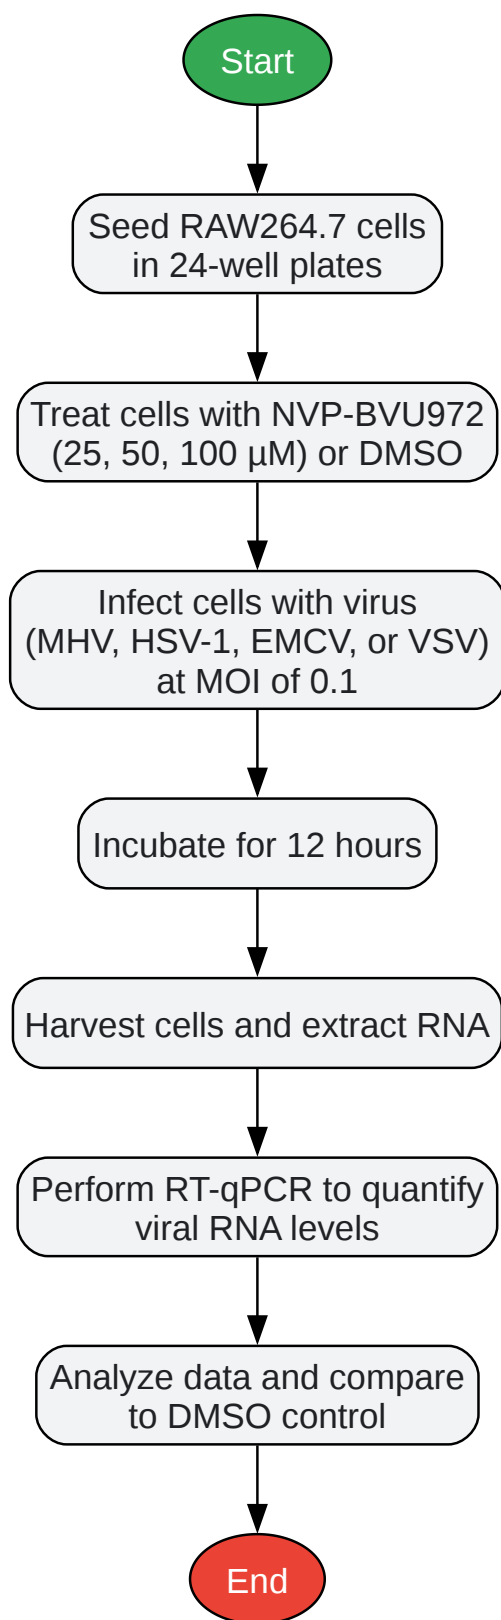 Start
Seed RAW264.7 cells
in 24-well plates
Treat cells with NVP-BVU972
(25, 50, 100 µM) or DMSO
Infect cells with virus
(MHV, HSV-1, EMCV, or VSV)
at MOI of 0.1
Incubate for 12 hours
Harvest cells and extract RNA
Perform RT-qPCR to quantify
viral RNA levels
Analyze data and compare
to DMSO control
End